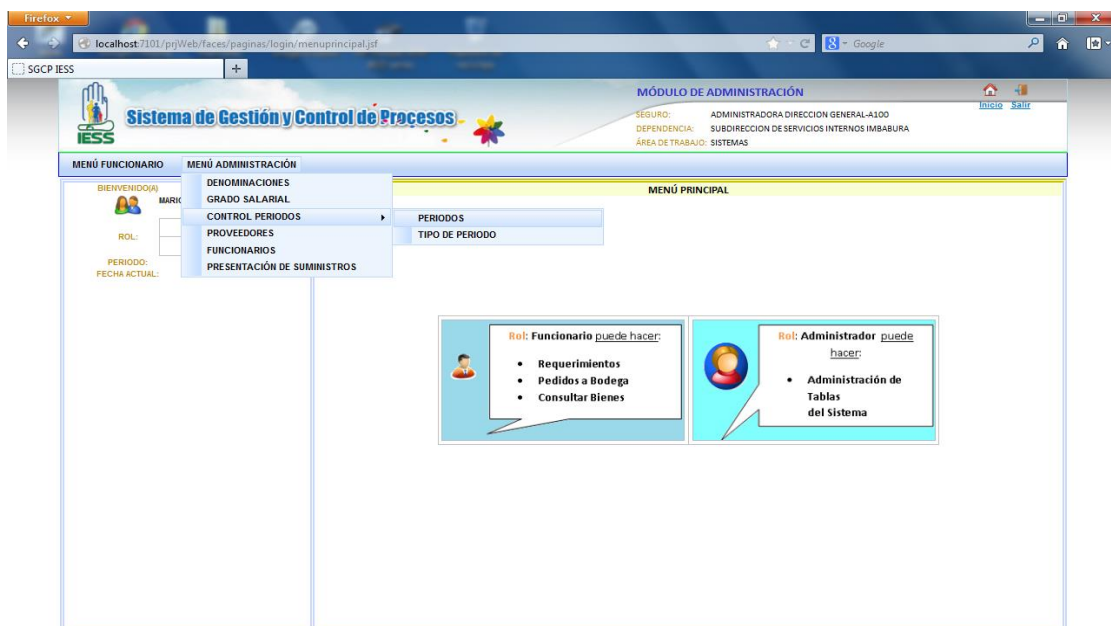 Firefox
localhost:7101/prjWeb/faces/paginas/login/menuprincipal.jsf
Google
SGCP IESS
+
IESS
Sistema de Gestión y Control de Procesos
MÓDULO DE ADMINISTRACIÓN
Inicio Salir
SEGURO: ADMINISTRADORA DIRECCION GENERAL-A100
DEPENDENCIA: SUBDIRECCION DE SERVICIOS INTERNOS IMBABURA
ÁREA DE TRABAJO: SISTEMAS
MENÚ FUNCIONARIO MENÚ ADMINISTRACIÓN
BIENVENIDO(A)
ROL:
PERIODO:
FECHA ACTUAL:
DENOMINACIONES
GRADO SALARIAL
CONTROL PERIODOS
PROVEEDORES
FUNCIONARIOS
PRESENTACIÓN DE SUMINISTROS
PERIODOS
TIPO DE PERIODO
MENÚ PRINCIPAL
Rol: Funcionario puede hacer:
• Requerimientos
• Pedidos a Bodega
• Consultar Bienes
Rol: Administrador puede
hacer:
• Administración de
Tablas
del Sistema